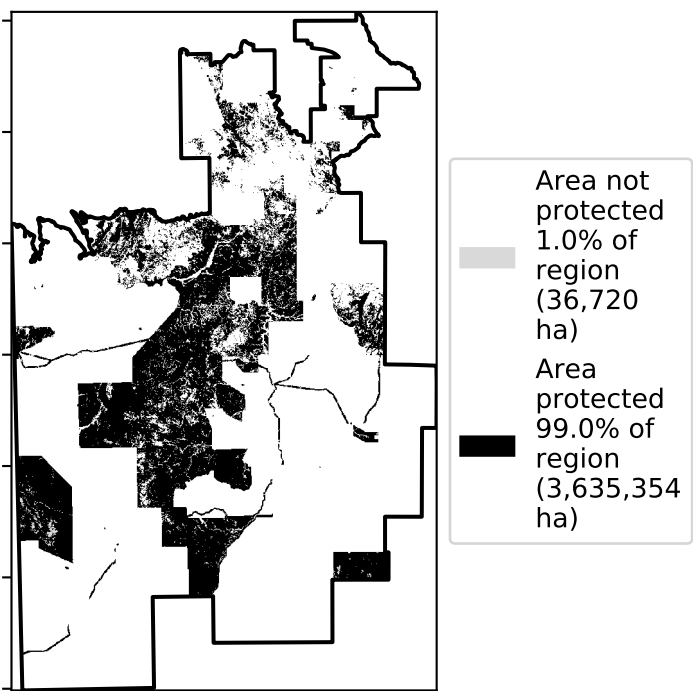 Area not
protected
1.0% of
region
(36,720
ha)
Area
protected
99.0% of
region
(3,635,354
ha)